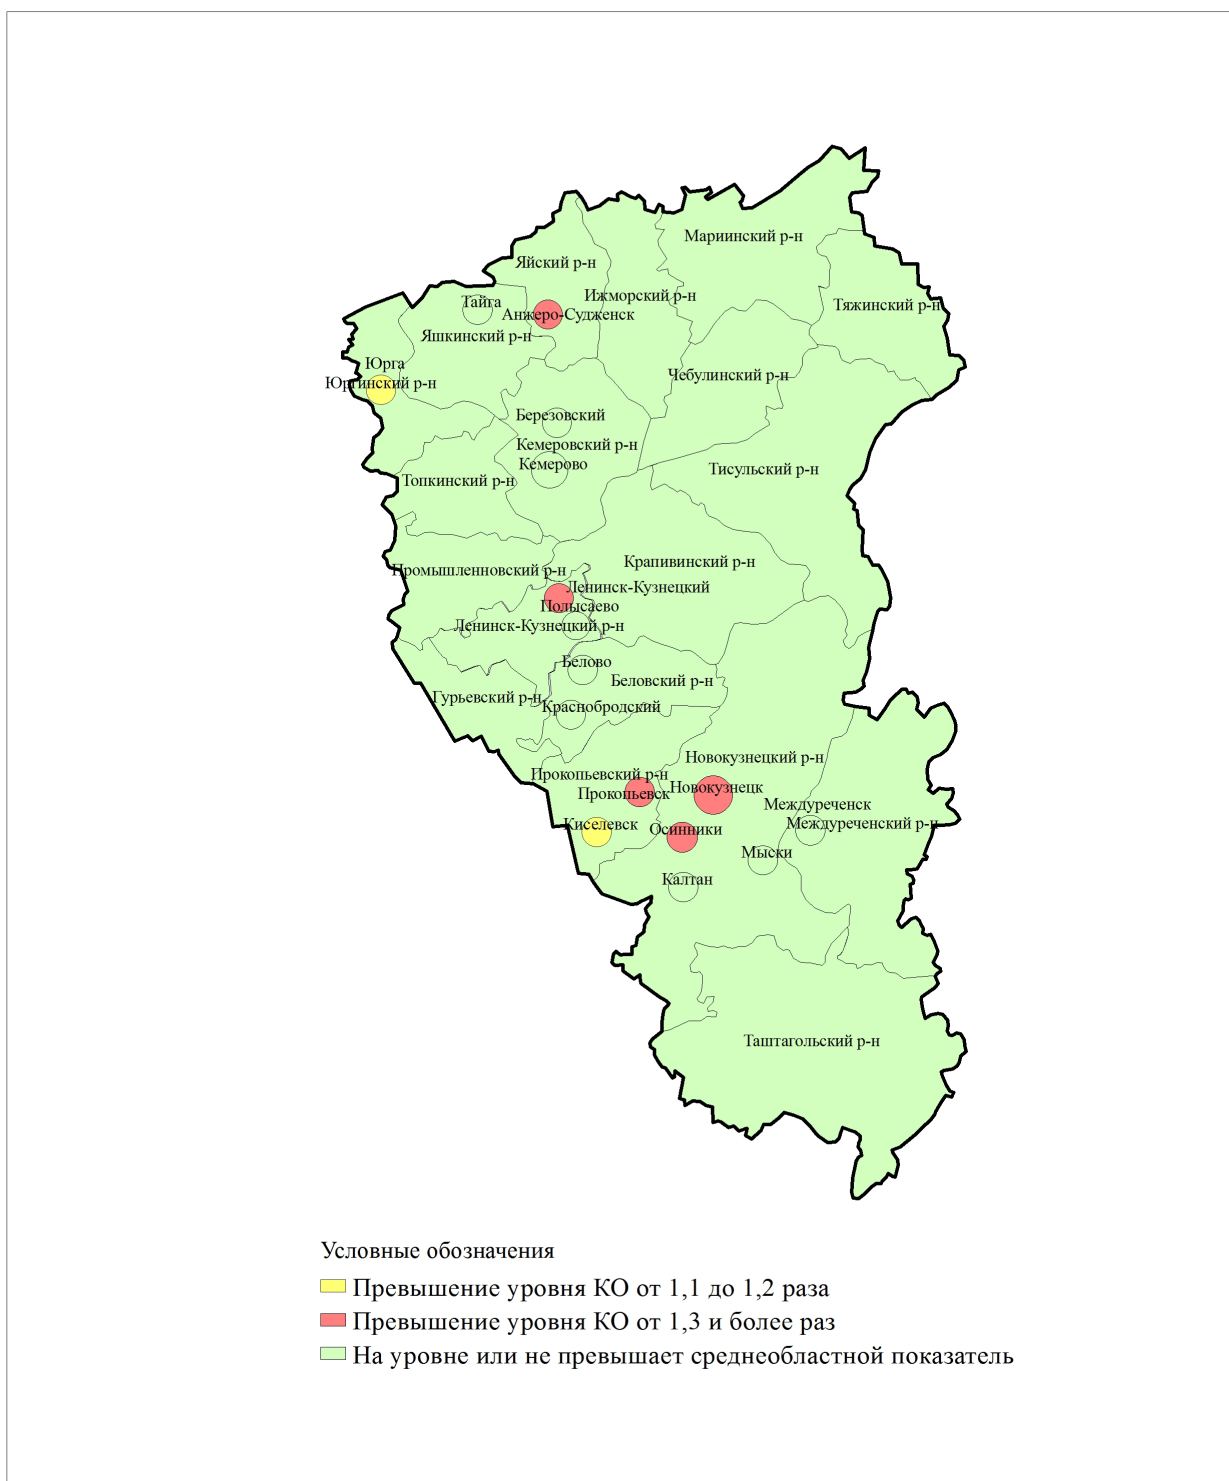 Мариинский р-н
Яйский р-н
Ижморский р-н
Тяжинский р-н
Тайга
Анжеро-Судженск
Яшкинский р-н
Юрга
Юргинский р-н
Чебулинский р-н
Березовский
Кемеровский р-н
Кемерово
Тисульский р-н
Топкинский р-н
Крапивинский р-н
Промышленновский р-н
Ленинск-Кузнецкий
Полысаево
Ленинск-Кузнецкий р-н
Белово
Беловский р-н
Гурьевский р-н
Краснобродский
Новокузнецкий р-н
Прокопьевский р-н
Новокузнецк
Прокопьевск
Междуреченск
Киселевск
Осинники
Междуреченский р-н
Мыски
Калтан
Таштагольский р-н
Условные обозначения
Превышение уровня КО от 1,1 до 1,2 раза
Превышение уровня КО от 1,3 и более раз
На уровне или не превышает среднеобластной показатель